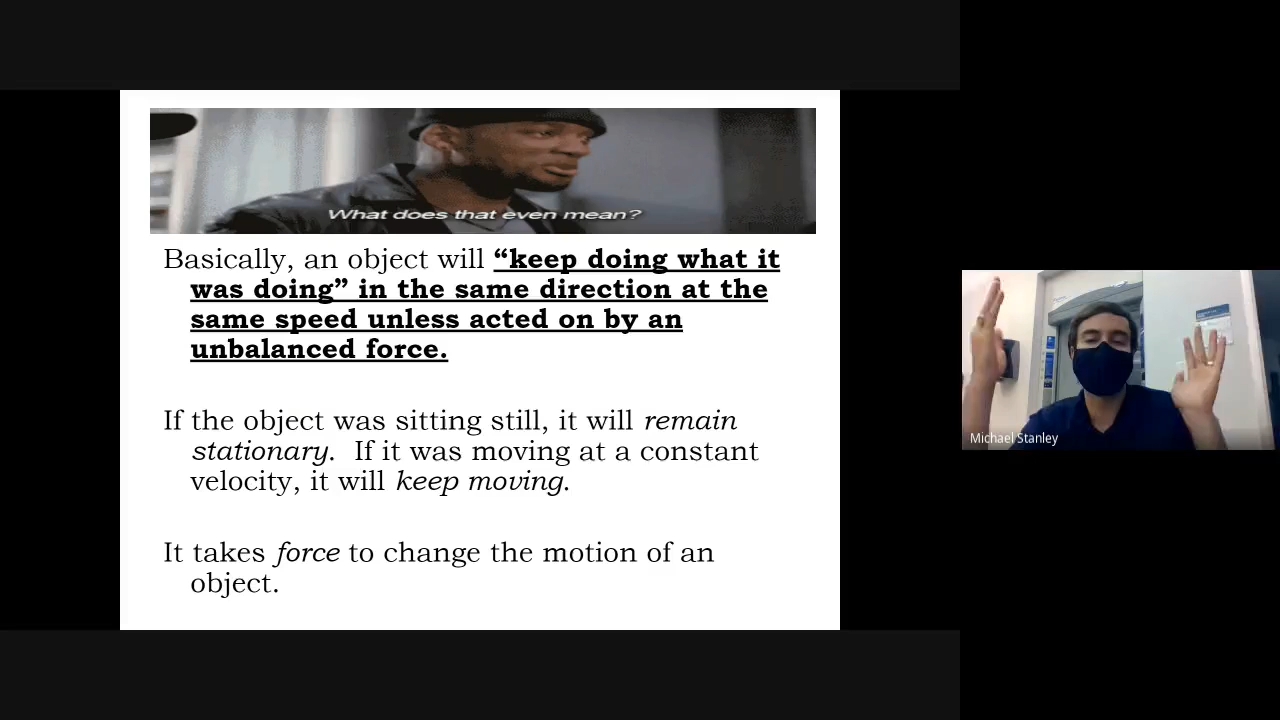 What does that even mean?
Basically, an object will “keep doing what it
was doing” in the same direction at the
same speed unless acted on by an
unbalanced force.
If the object was sitting still, it will remain
stationary. If it was moving at a constant
velocity, it will keep moving.
It takes force to change the motion of an
object.
Michael Stanley